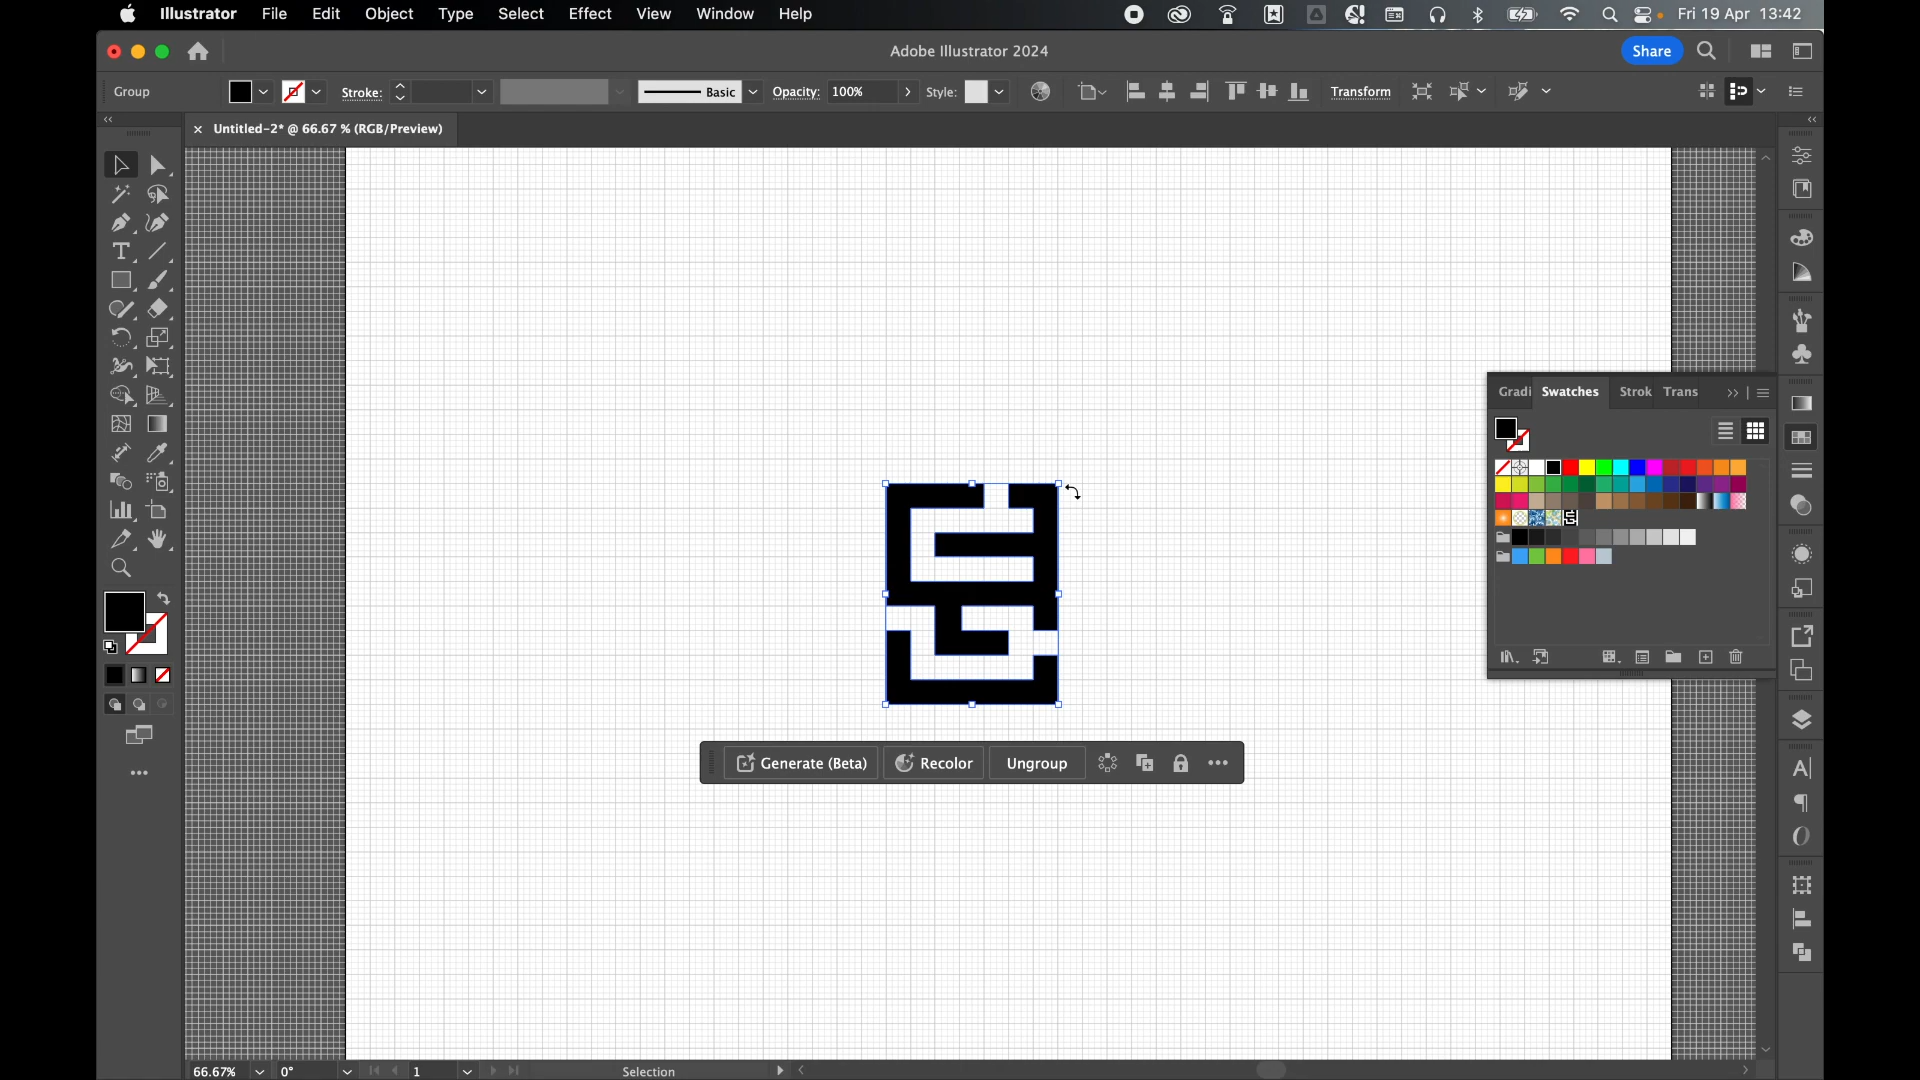 Illustrator File Edit Object Type Select Effect View Window Help Fri 19 Apr 13:42
Adobe Illustrator 2024 Share
Group Stroke: Basic Opacity: 100% Style: Transform
Untitled-2* @ 66.67 % (RGB/Preview)
Gradi Swatches Strok Trans
Generate (Beta) Recolor Ungroup
66.67% 0° 1 Selection